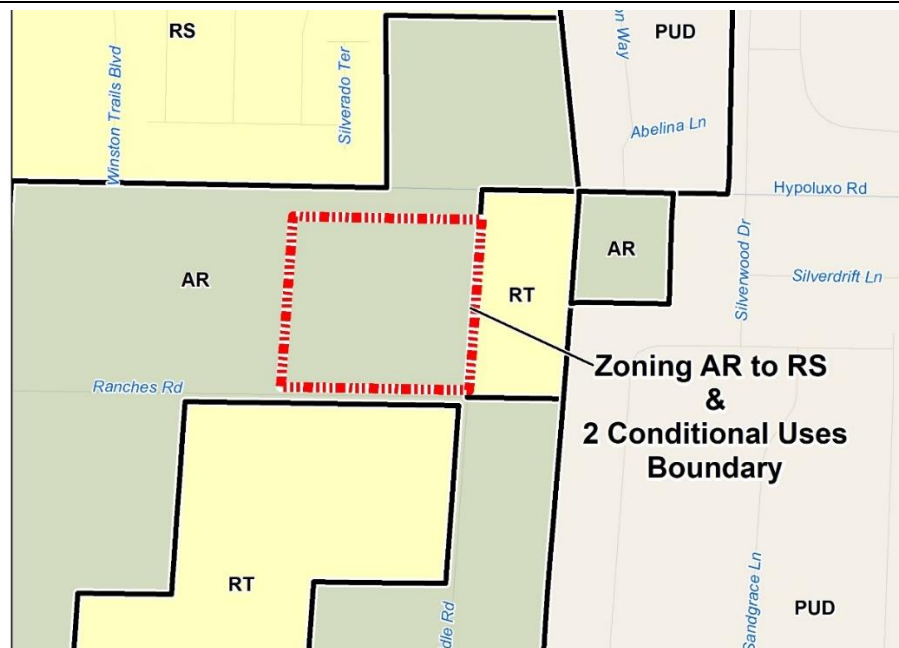 RS
PUD
Winston Trails Blvd
Silverado Ter
on Way
Abelina Ln
Hypoluxo Rd
AR
AR
RT
Silverwood Dr
Silverdrift Ln
Zoning AR to RS
&
2 Conditional Uses
Boundary
Ranches Rd
RT
dle Rd
Sandgrace Ln
PUD